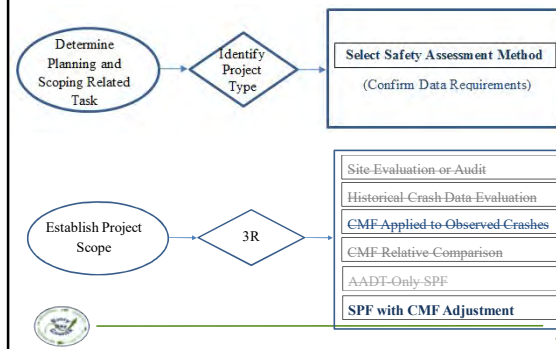 Determine
Planning and
Scoping Related
Task
Identify
Project
Type
Select Safety Assessment Method
(Confirm Data Requirements)
Establish Project
Scope
3R
Site Evaluation or Audit
Historical Crash Data Evaluation
CMF Applied to Observed Crashes
CMF Relative Comparison
AADT-Only SPF
SPF with CMF Adjustment